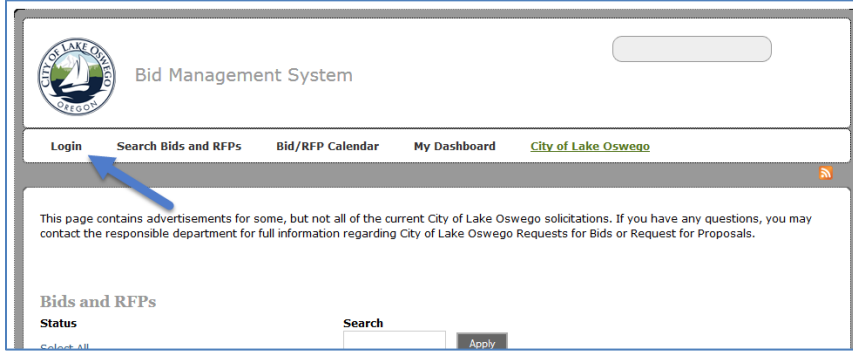 CITY OF LAKE OSWEGO
OREGON
Bid Management System
Login Search Bids and RFPs Bid/RFP Calendar My Dashboard City of Lake Oswego
This page contains advertisements for some, but not all of the current City of Lake Oswego solicitations. If you have any questions, you may
contact the responsible department for full information regarding City of Lake Oswego Requests for Bids or Request for Proposals.
Bids and RFPs
Status Search
Select All
Apply